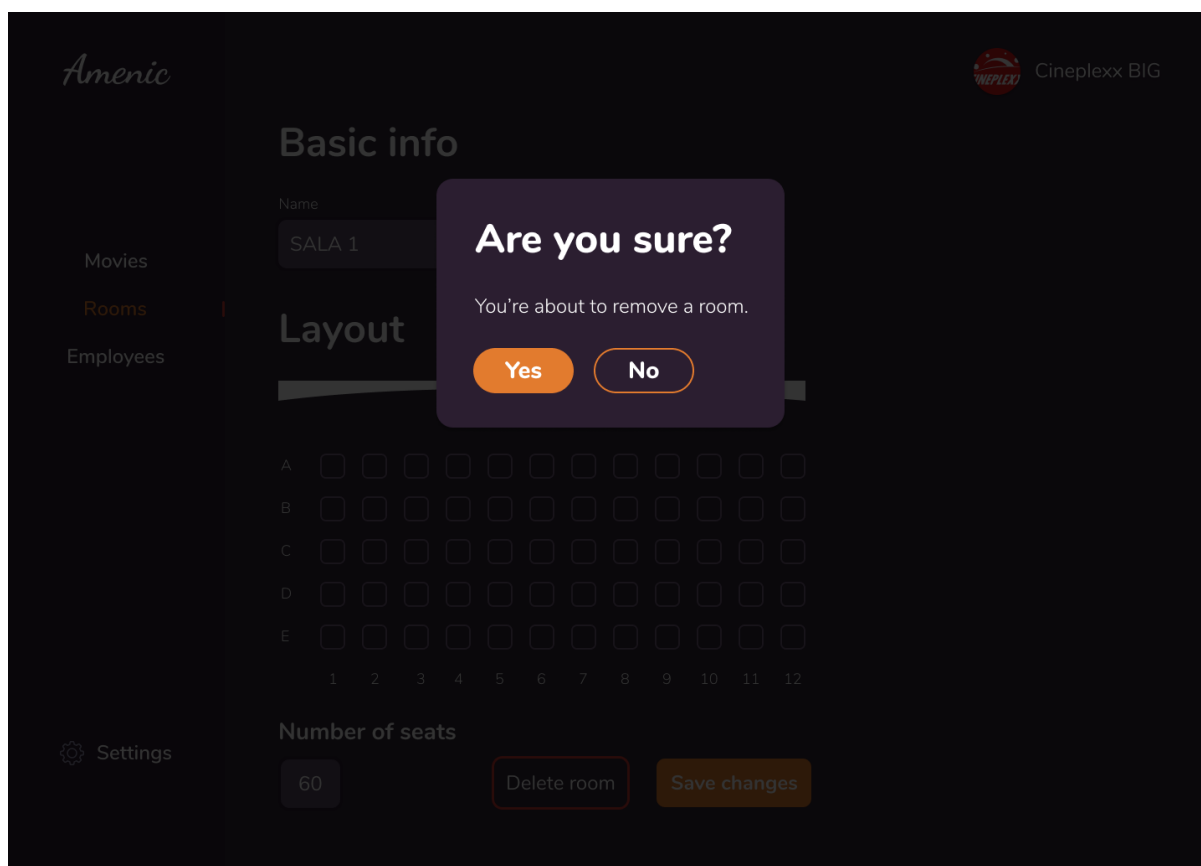 Amenic
Cineplexx BIG
Basic info
Name
SALA 1
Movies
Rooms
Employees
Layout
Are you sure?
You're about to remove a room.
Yes No
A
B
C
D
E
1 2 3 4 5 6 7 8 9 10 11 12
Number of seats
60
Delete room
Save changes
Settings